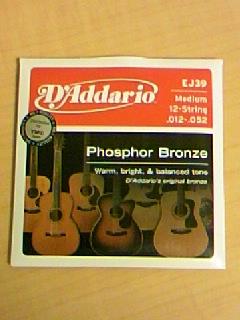 D'Addario
EJ39
Medium
12-String
.012-.052
Phosphor Bronze
Warm, bright, & balanced tone
D'Addario's original bronze